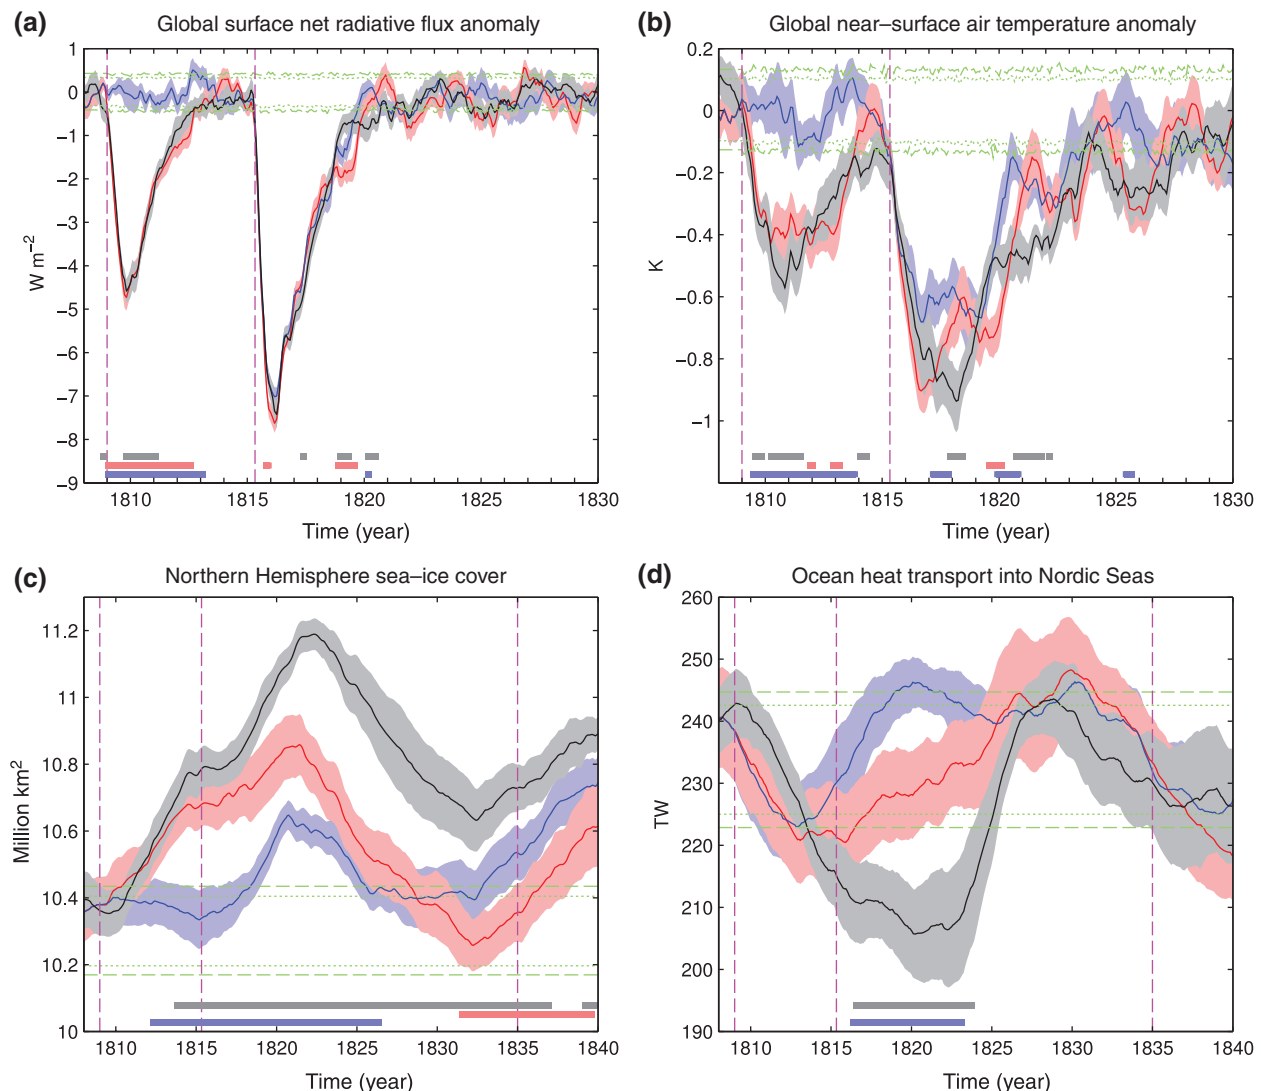 (a) Global surface net radiative flux anomaly
1
0
−1
−2
−3
−4
−5
−6
−7
−8
−9
W m−2
1810 1815 1820 1825 1830
Time (year)
(b) Global near–surface air temperature anomaly
0.2
0
−0.2
−0.4
−0.6
−0.8
−1
K
1810 1815 1820 1825 1830
Time (year)
(c) Northern Hemisphere sea–ice cover
11.2
11
10.8
10.6
10.4
10.2
10
Million km2
1810 1815 1820 1825 1830 1835 1840
Time (year)
(d) Ocean heat transport into Nordic Seas
260
250
240
230
220
210
200
190
TW
1810 1815 1820 1825 1830 1835 1840
Time (year)